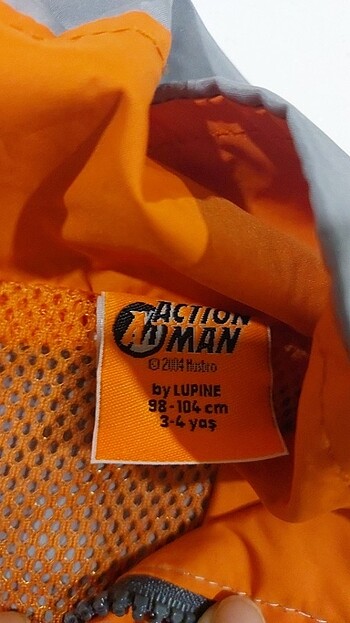 ACTION
MAN
© 2004 Hasbro
by LUPINE
98-104 cm
3-4 yaş